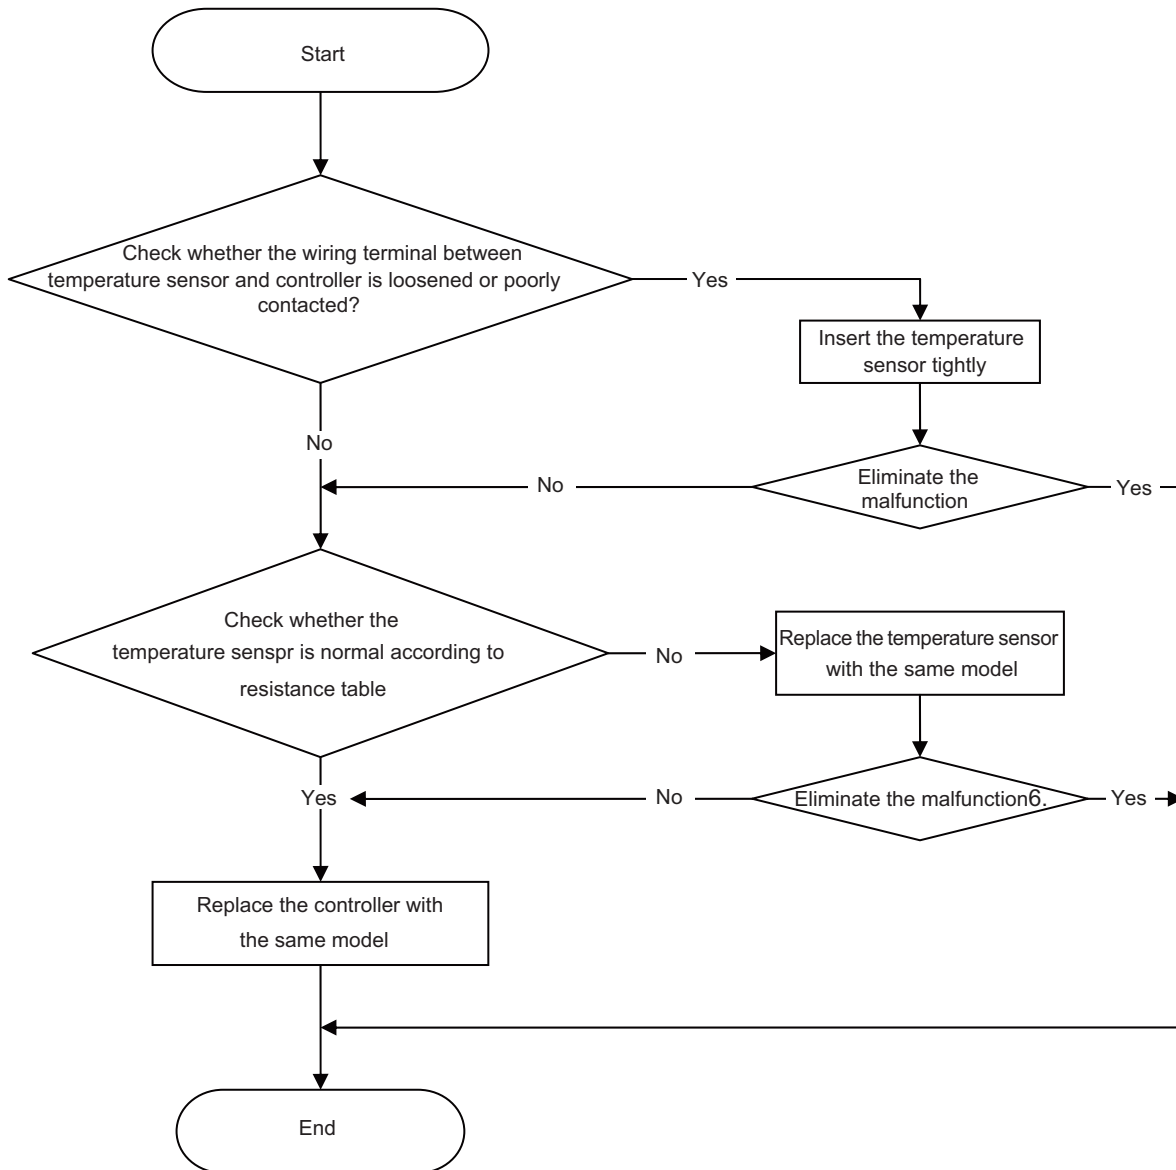 Start
Check whether the wiring terminal between
temperature sensor and controller is loosened or poorly
contacted?
Yes
Insert the temperature
sensor tightly
No
Eliminate the
malfunction
No
Yes
Check whether the
temperature senspr is normal according to
resistance table
No
Replace the temperature sensor
with the same model
Yes
No
Eliminate the malfunction6.
Yes
Replace the controller with
the same model
End